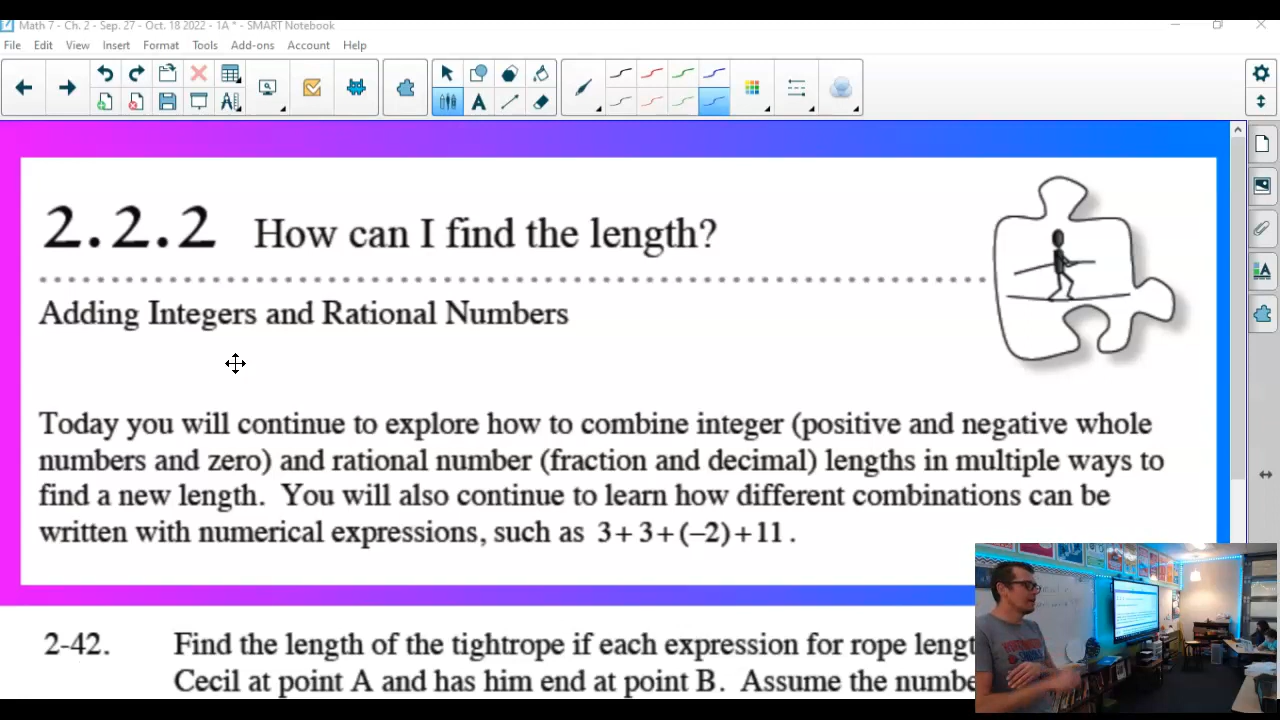 Math 7 - Ch. 2 - Sep. 27 - Oct. 18 2022 - 1A * - SMART Notebook
File Edit View Insert Format Tools Add-ons Account Help
2.2.2 How can I find the length?
Adding Integers and Rational Numbers
Today you will continue to explore how to combine integer (positive and negative whole
numbers and zero) and rational number (fraction and decimal) lengths in multiple ways to
find a new length. You will also continue to learn how different combinations can be
written with numerical expressions, such as 3+3+(−2)+11.
2-42. Find the length of the tightrope if each expression for rope lengt
Cecil at point A and has him end at point B. Assume the numbe